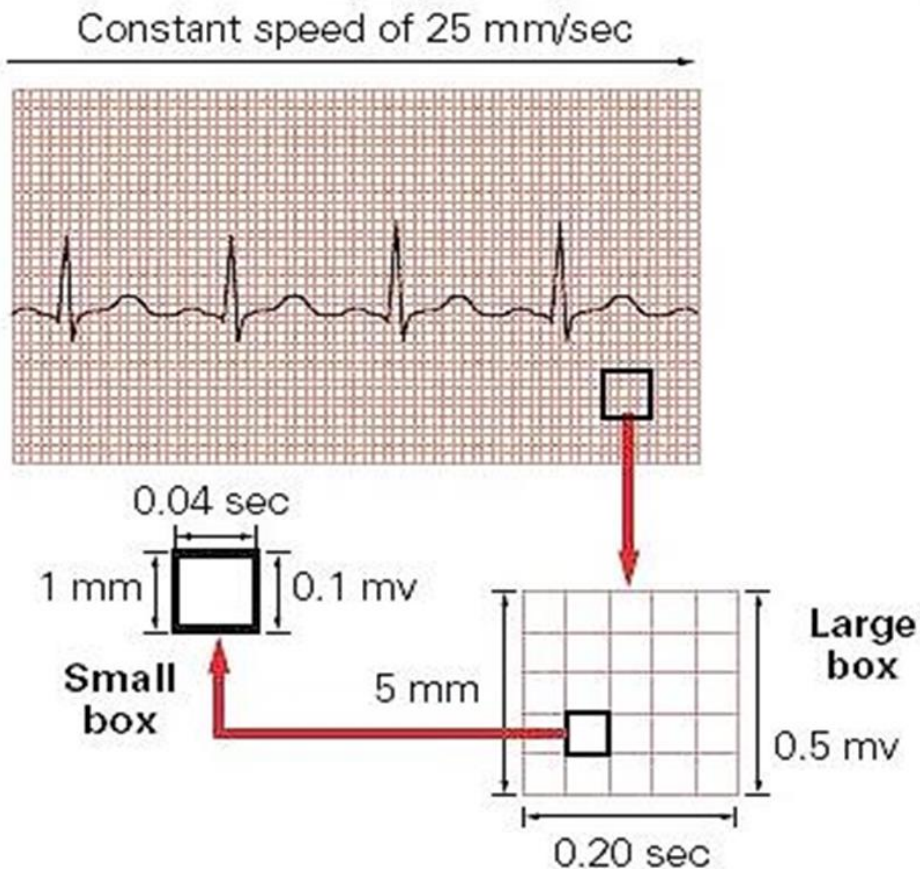 Constant speed of 25 mm/sec
0.04 sec
1 mm
0.1 mv
Small
box
5 mm
Large
box
0.5 mv
0.20 sec